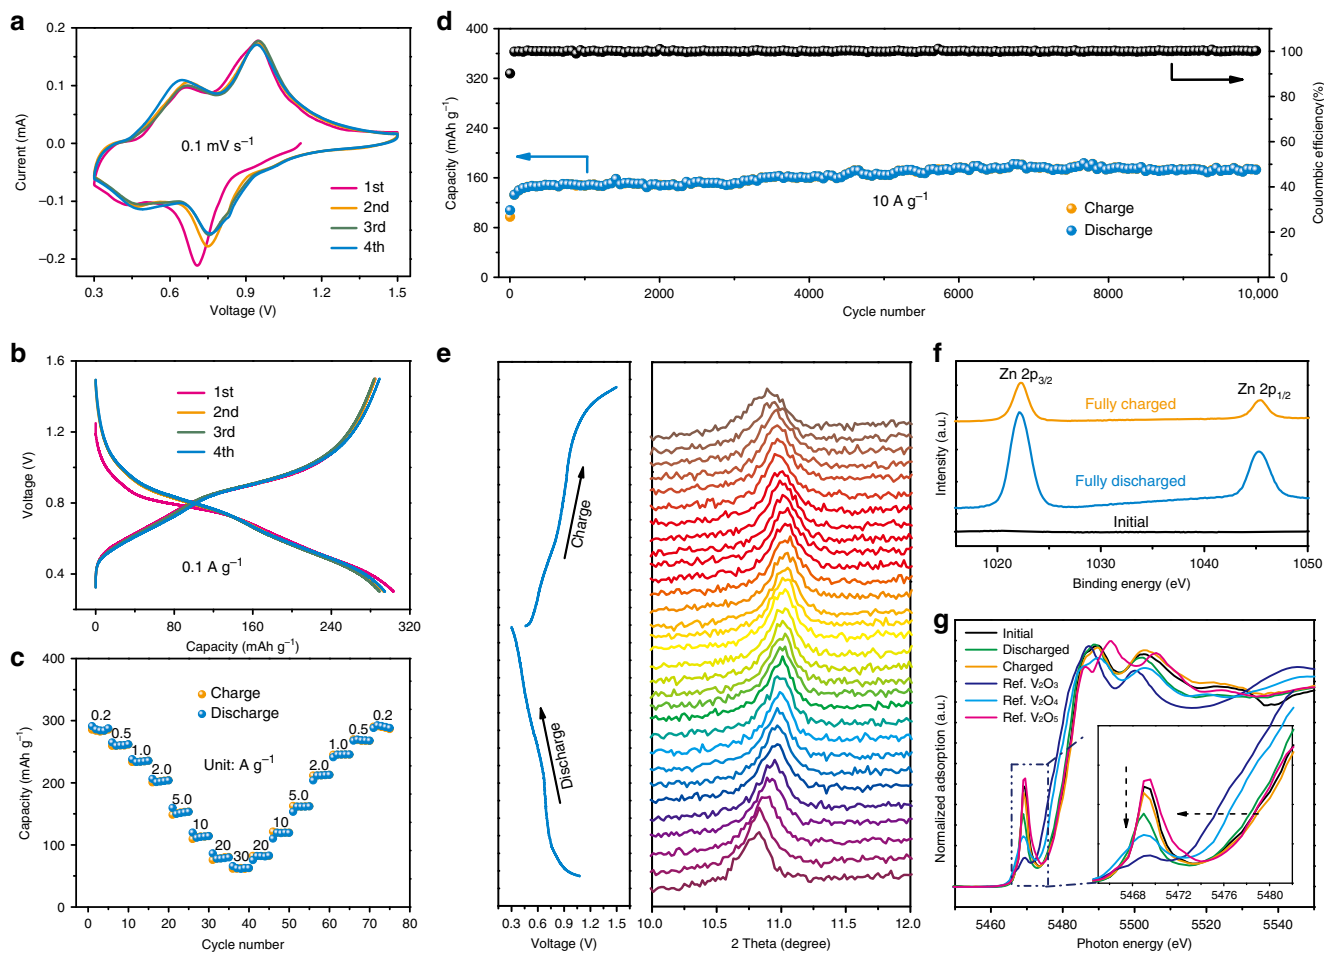 a
0.2
0.1
0.0
–0.1
–0.2
Current (mA)
0.1 mV s⁻¹
1st
2nd
3rd
4th
0.3
0.6
0.9
1.2
1.5
Voltage (V)
d
400
320
240
160
80
0
Capacity (mAh g⁻¹)
10 A g⁻¹
Charge
Discharge
100
80
60
40
20
0
Coulombic efficiency(%)
0
2000
4000
6000
8000
10,000
Cycle number
b
1.6
1.2
0.8
0.4
Voltage (V)
1st
2nd
3rd
4th
0.1 A g⁻¹
0
80
160
240
320
Capacity (mAh g⁻¹)
c
400
300
200
100
0
Capacity (mAh g⁻¹)
Charge
Discharge
Unit: A g⁻¹
0.2
0.5
1.0
2.0
5.0
10
20
30
20
10
5.0
2.0
1.0
0.5
0.2
0
10
20
30
40
50
60
70
80
Cycle number
e
Charge
Discharge
0.3
0.6
0.9
1.2
1.5
Voltage (V)
10.0
10.5
11.0
11.5
12.0
2 Theta (degree)
f
Zn 2p₃/₂
Zn 2p₁/₂
Fully charged
Fully discharged
Initial
Intensity (a.u.)
1020
1030
1040
1050
Binding energy (eV)
g
Initial
Discharged
Charged
Ref. V₂O₃
Ref. V₂O₄
Ref. V₂O₅
Normalized adsorption (a.u.)
5468
5472
5476
5480
5460
5480
5500
5520
5540
Photon energy (eV)